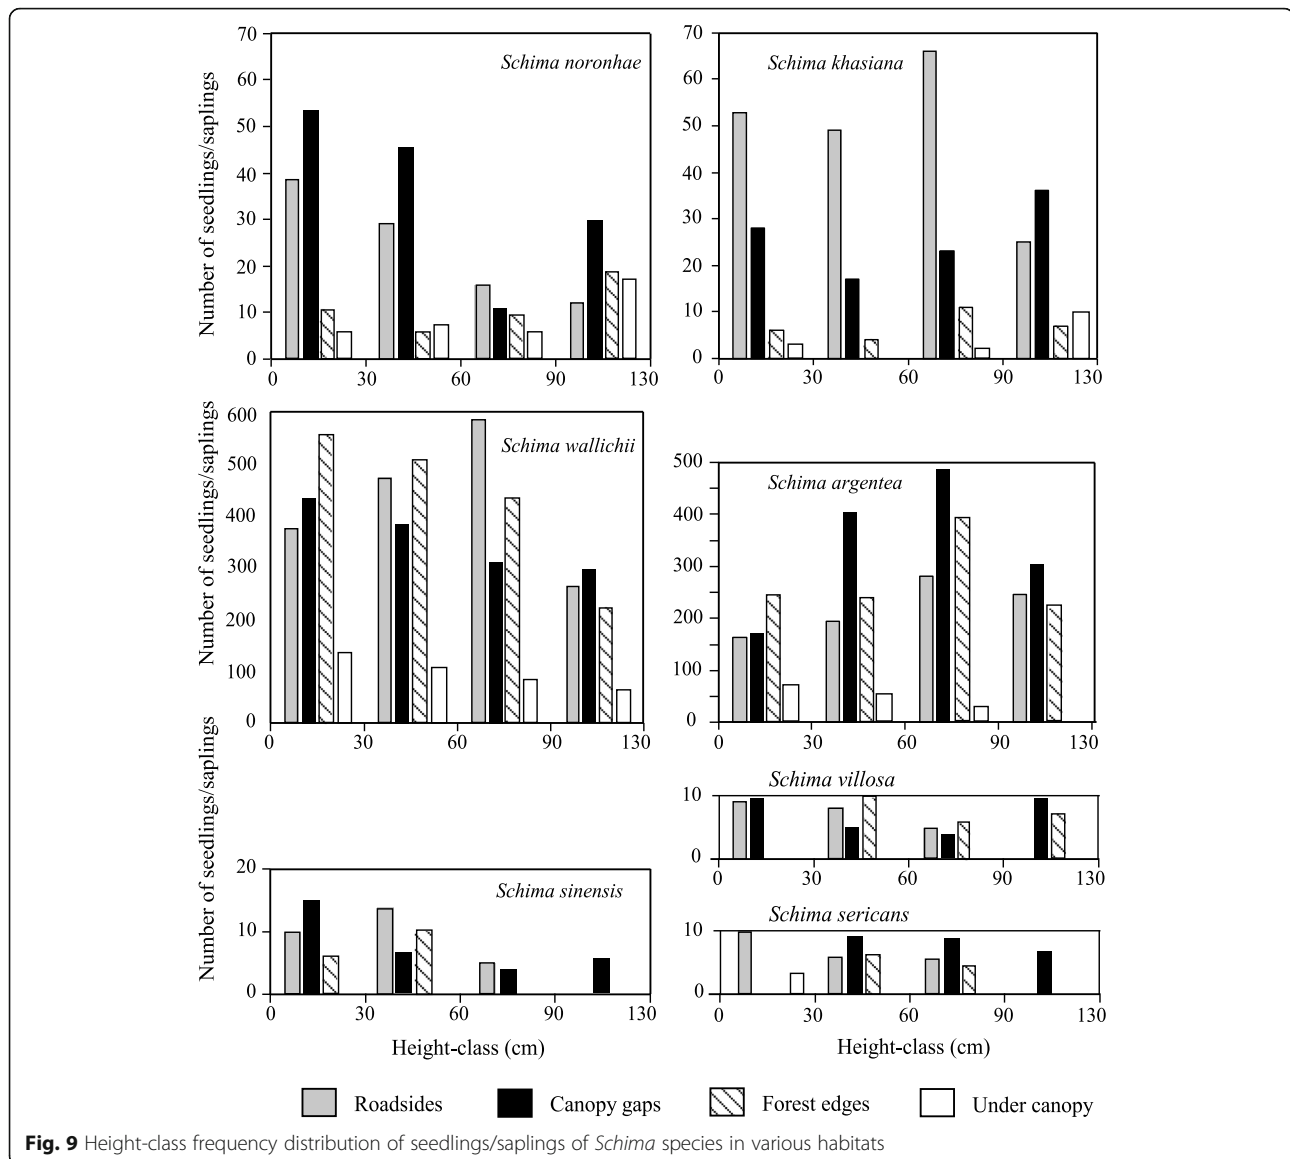 70
60
50
40
30
20
10
0
Number of seedlings/saplings
Schima noronhae
0 30 60 90 130
70
60
50
40
30
20
10
0
Schima khasiana
0 30 60 90 130
600
500
400
300
200
100
0
Number of seedlings/saplings
Schima wallichii
0 30 60 90 130
500
400
300
200
100
0
Schima argentea
0 30 60 90 130
Schima villosa
10
0
0 30 60 90 130
20
10
0
Number of seedlings/saplings
Schima sinensis
0 30 60 90 130
Height-class (cm)
Schima sericans
10
0
0 30 60 90 130
Height-class (cm)
Roadsides Canopy gaps Forest edges Under canopy
Fig. 9 Height-class frequency distribution of seedlings/saplings of Schima species in various habitats